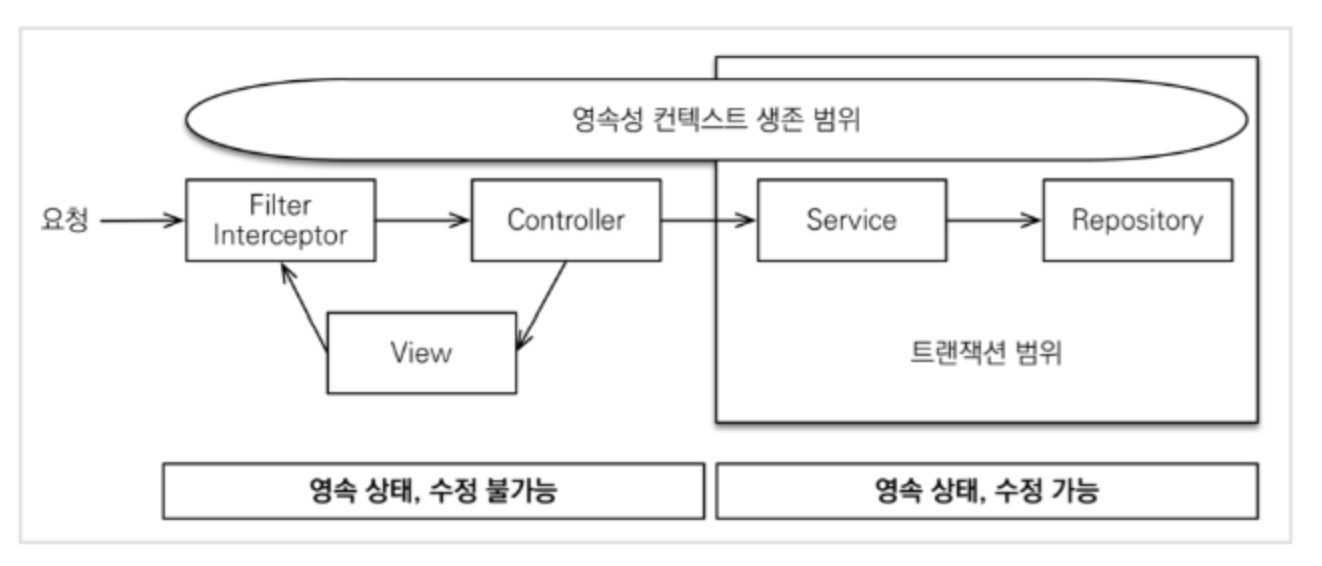 영속성 컨텍스트 생존 범위
요청
Filter
Interceptor
Controller
Service
Repository
View
트랜잭션 범위
영속 상태, 수정 불가능
영속 상태, 수정 가능